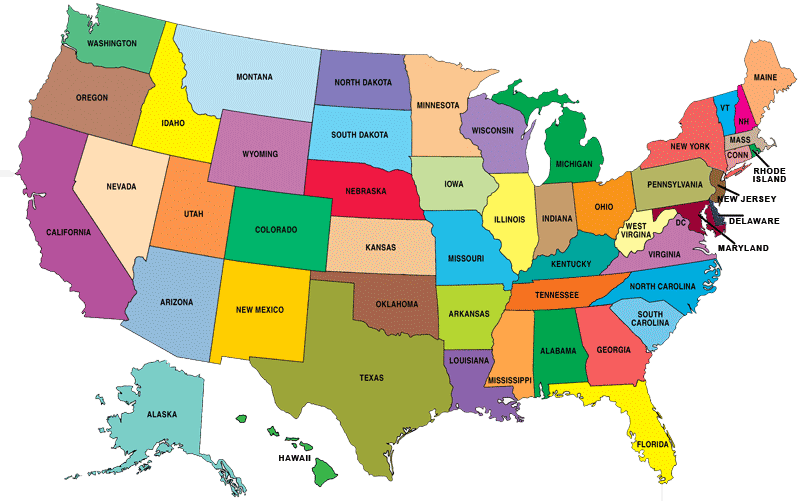 WASHINGTON
OREGON
IDAHO
MONTANA
NORTH DAKOTA
SOUTH DAKOTA
MINNESOTA
WISCONSIN
MICHIGAN
NEW YORK
VT
NH
MAINE
MASS
CONN
RHODE
ISLAND
NEW JERSEY
DELAWARE
MARYLAND
DC
PENNSYLVANIA
CALIFORNIA
NEVADA
UTAH
WYOMING
COLORADO
NEBRASKA
KANSAS
IOWA
MISSOURI
ILLINOIS
INDIANA
OHIO
WEST
VIRGINIA
VIRGINIA
KENTUCKY
TENNESSEE
NORTH CAROLINA
SOUTH
CAROLINA
ARIZONA
NEW MEXICO
OKLAHOMA
ARKANSAS
TEXAS
LOUISIANA
MISSISSIPPI
ALABAMA
GEORGIA
FLORIDA
ALASKA
HAWAII